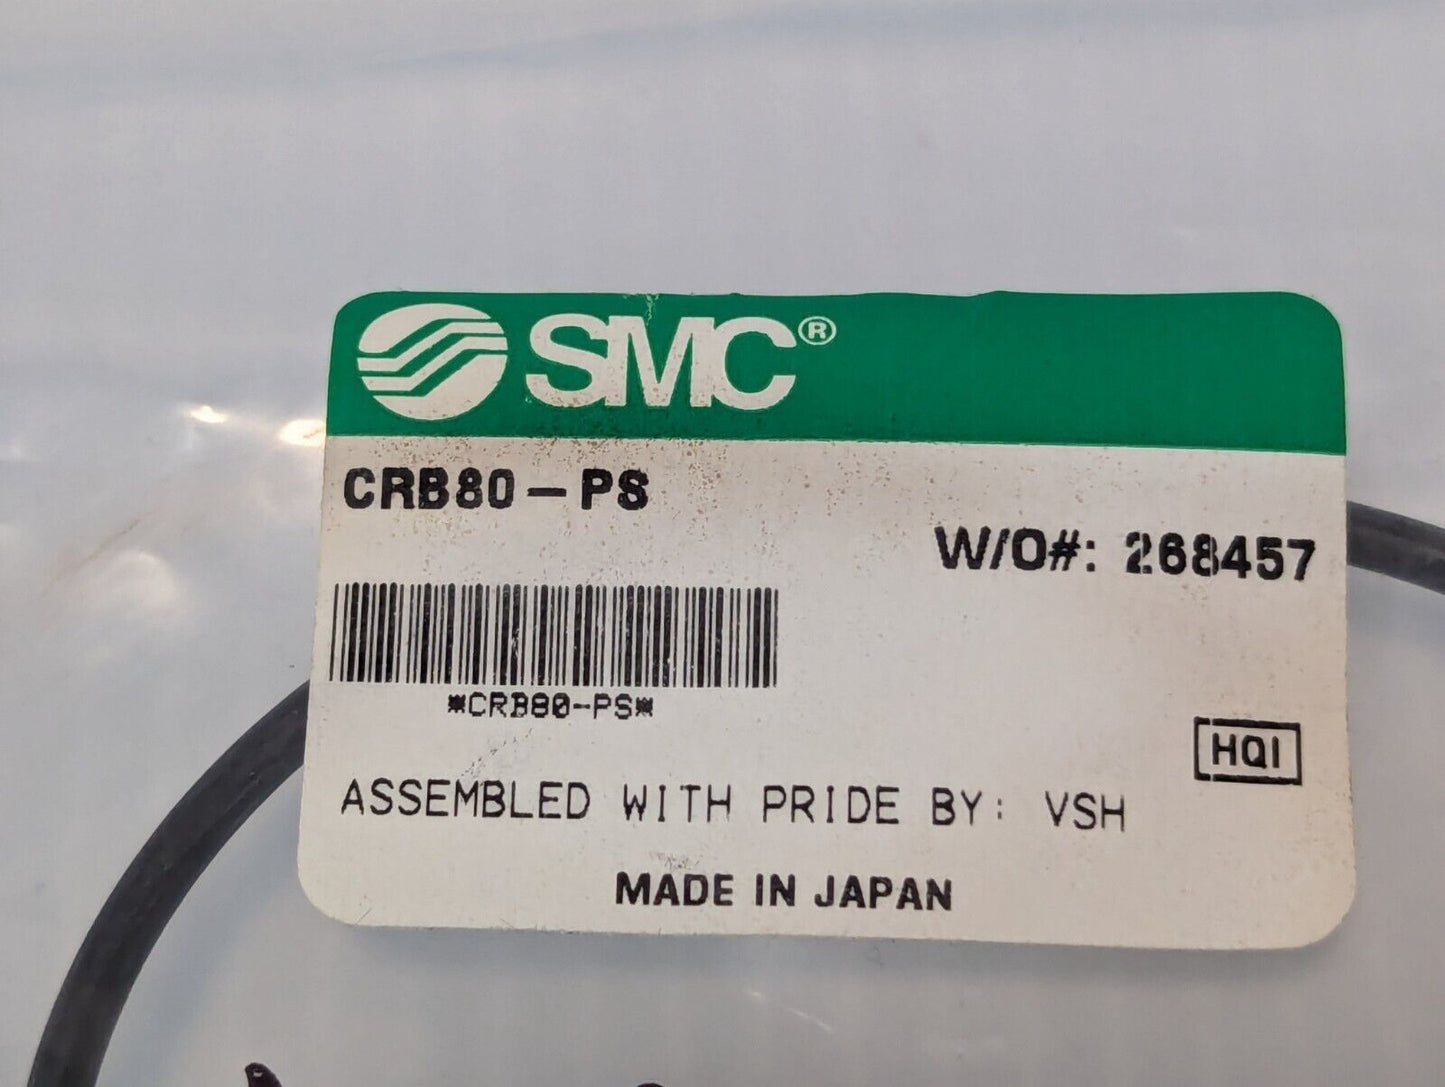 SMC®
CRB80-PS
W/O#: 268457
*CRB80-PS*
HQI
ASSEMBLED WITH PRIDE BY: VSH
MADE IN JAPAN